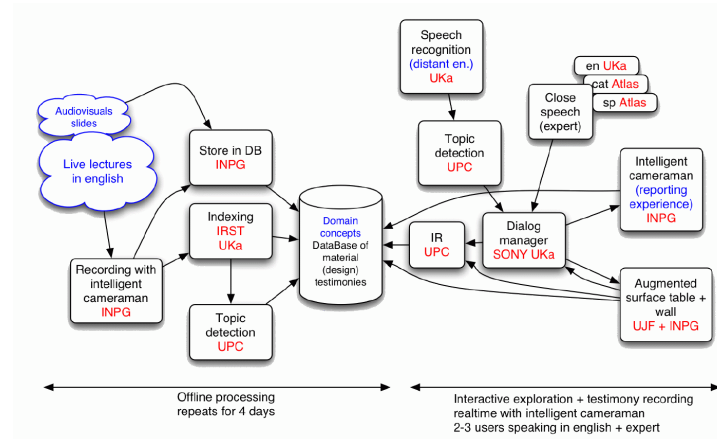 Speech
recognition
(distant en.)
UKa
en UKa
cat Atlas
sp Atlas
Close
speech
(expert)
Audiovisuals
slides
Live lectures
in english
Store in DB
INPG
Topic
detection
UPC
Intelligent
cameraman
(reporting
experience)
INPG
Indexing
IRST
UKa
Domain
concepts
DataBase of
material
(design)
testimonies
IR
UPC
Dialog
manager
SONY UKa
Recording with
intelligent
cameraman
INPG
Topic
detection
UPC
Augmented
surface table +
wall
UJF + INPG
Offline processing
repeats for 4 days
Interactive exploration + testimony recording
realtime with intelligent cameraman
2-3 users speaking in english + expert